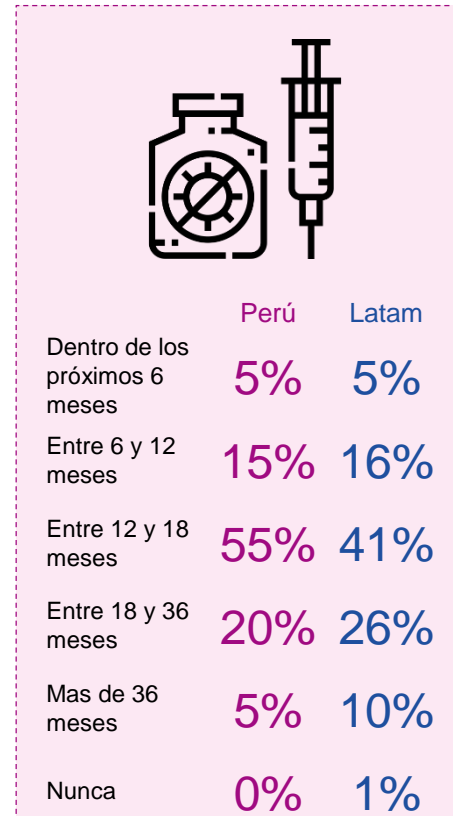 Perú Latam
Dentro de los
próximos 6
meses
5% 5%
Entre 6 y 12
meses
15% 16%
Entre 12 y 18
meses
55% 41%
Entre 18 y 36
meses
20% 26%
Mas de 36
meses
5% 10%
Nunca 0% 1%